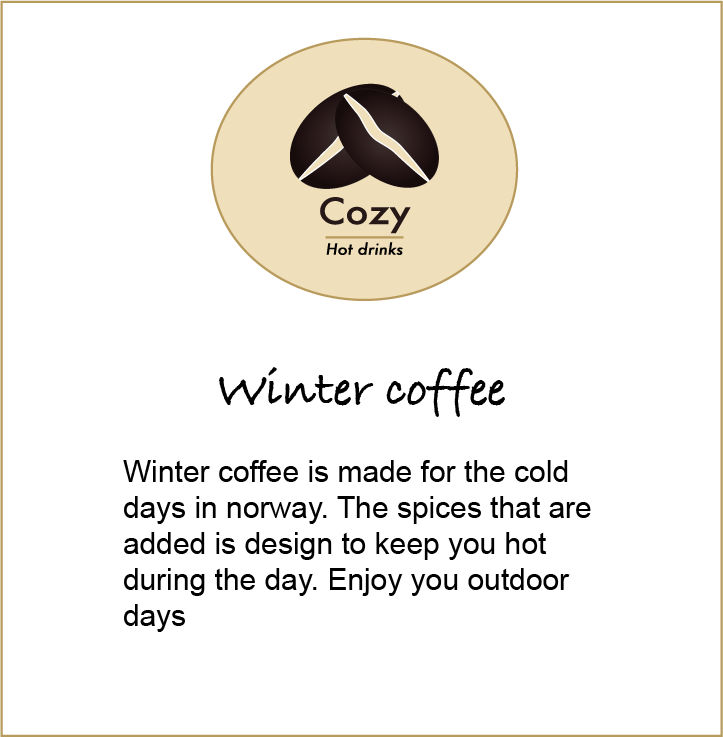 Cozy
Hot drinks
Winter coffee
Winter coffee is made for the cold
days in norway. The spices that are
added is design to keep you hot
during the day. Enjoy you outdoor
days